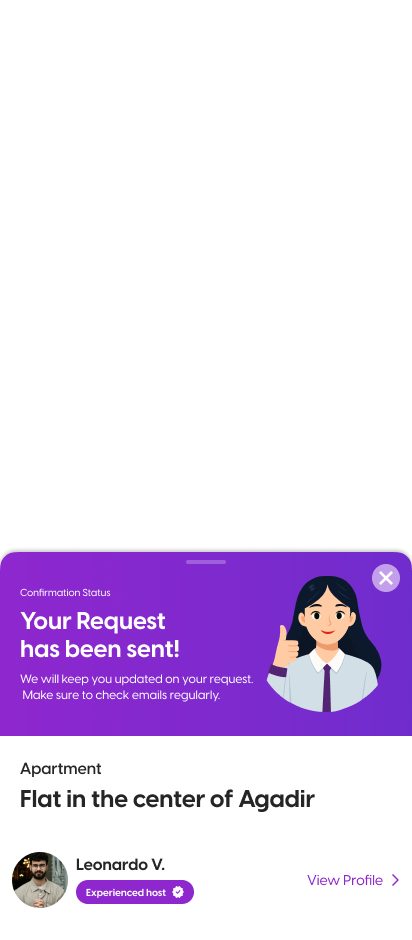 Confirmation Status
Your Request
has been sent!
We will keep you updated on your request.
Make sure to check emails regularly.
Apartment
Flat in the center of Agadir
Leonardo V.
Experienced host
View Profile